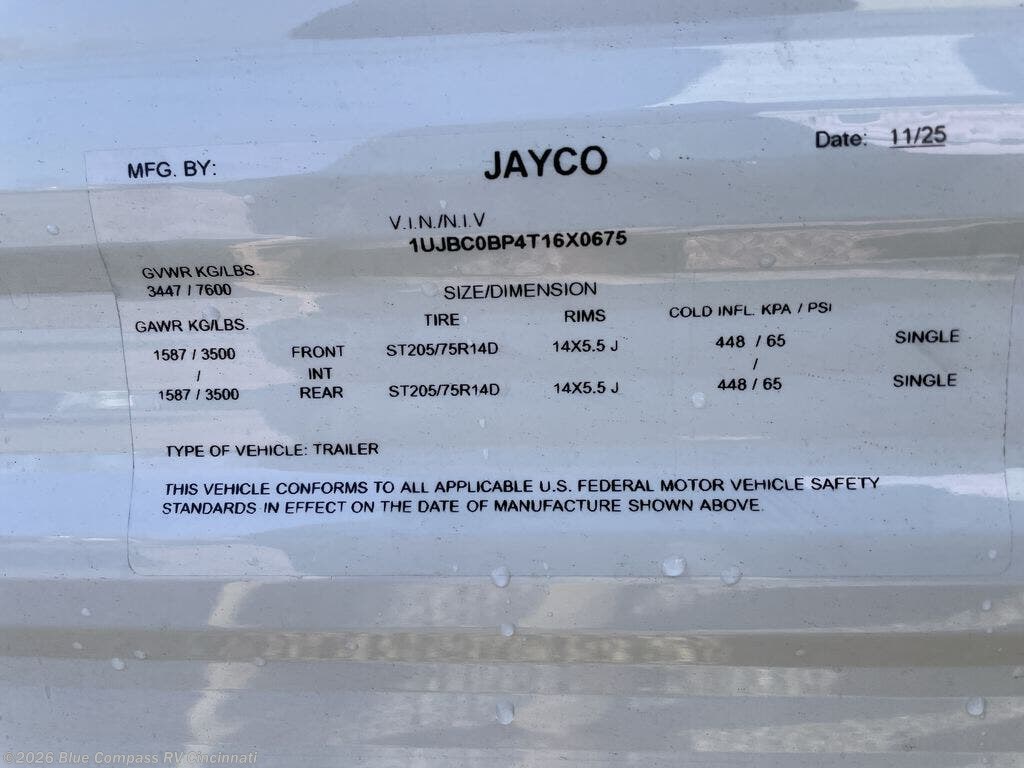 MFG. BY: JAYCO Date: 11/25
V.I.N./N.I.V
1UJBC0BP4T16X0675
GVWR KG/LBS.
3447 / 7600 SIZE/DIMENSION
GAWR KG/LBS. TIRE RIMS COLD INFL. KPA / PSI
1587 / 3500 FRONT ST205/75R14D 14X5.5 J 448 / 65 SINGLE
/ INT /
1587 / 3500 REAR ST205/75R14D 14X5.5 J 448 / 65 SINGLE
TYPE OF VEHICLE: TRAILER
THIS VEHICLE CONFORMS TO ALL APPLICABLE U.S. FEDERAL MOTOR VEHICLE SAFETY
STANDARDS IN EFFECT ON THE DATE OF MANUFACTURE SHOWN ABOVE.
©2026 Blue Compass RV Cincinnati